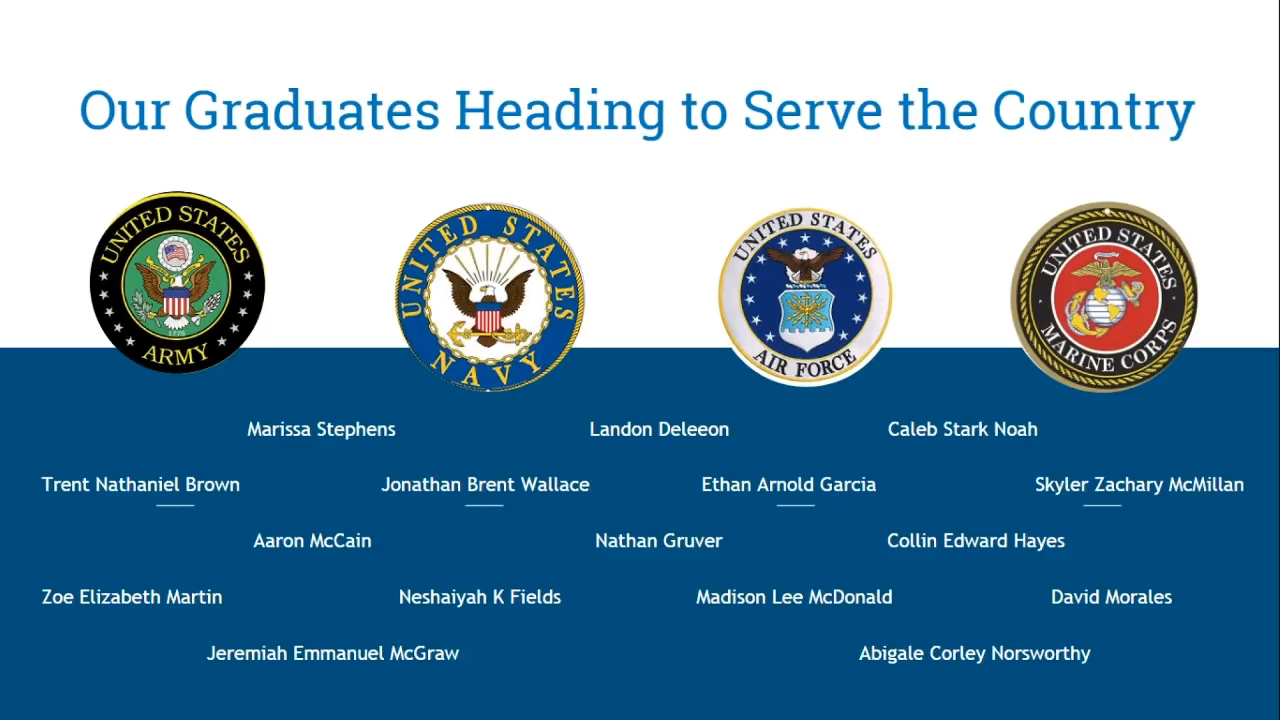 Our Graduates Heading to Serve the Country
UNITED STATES
ARMY
1775
UNITED STATES
NAVY
UNITED STATES
AIR FORCE
UNITED STATES
MARINE CORPS
Marissa Stephens
Landon Deleeon
Caleb Stark Noah
Trent Nathaniel Brown
Jonathan Brent Wallace
Ethan Arnold Garcia
Skyler Zachary McMillan
Aaron McCain
Nathan Gruver
Collin Edward Hayes
Zoe Elizabeth Martin
Neshaiyah K Fields
Madison Lee McDonald
David Morales
Jeremiah Emmanuel McGraw
Abigale Corley Norsworthy